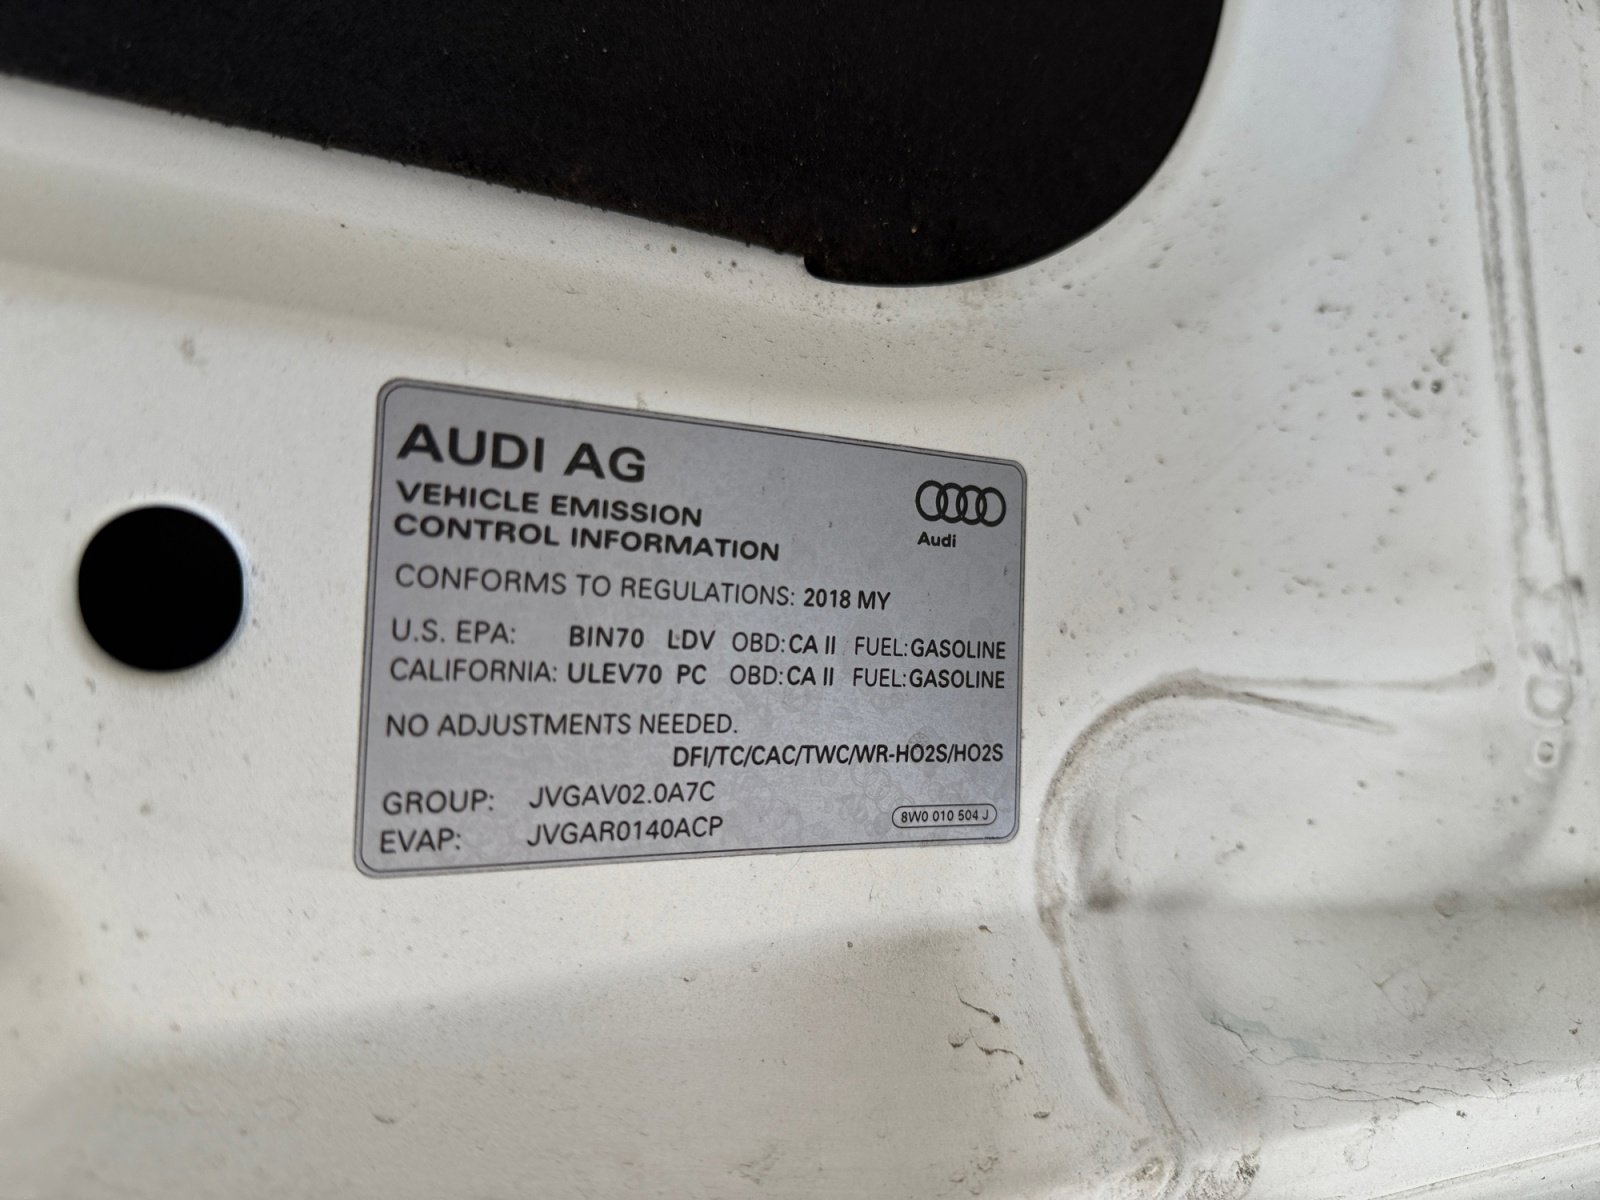 AUDI AG
VEHICLE EMISSION
CONTROL INFORMATION
Audi
CONFORMS TO REGULATIONS: 2018 MY
U.S. EPA: BIN70 LDV OBD: CA II FUEL: GASOLINE
CALIFORNIA: ULEV70 PC OBD: CA II FUEL: GASOLINE
NO ADJUSTMENTS NEEDED.
DFI/TC/CAC/TWC/WR-HO2S/HO2S
GROUP: JVGAV02.0A7C
EVAP: JVGAR0140ACP
8W0 010 504 J